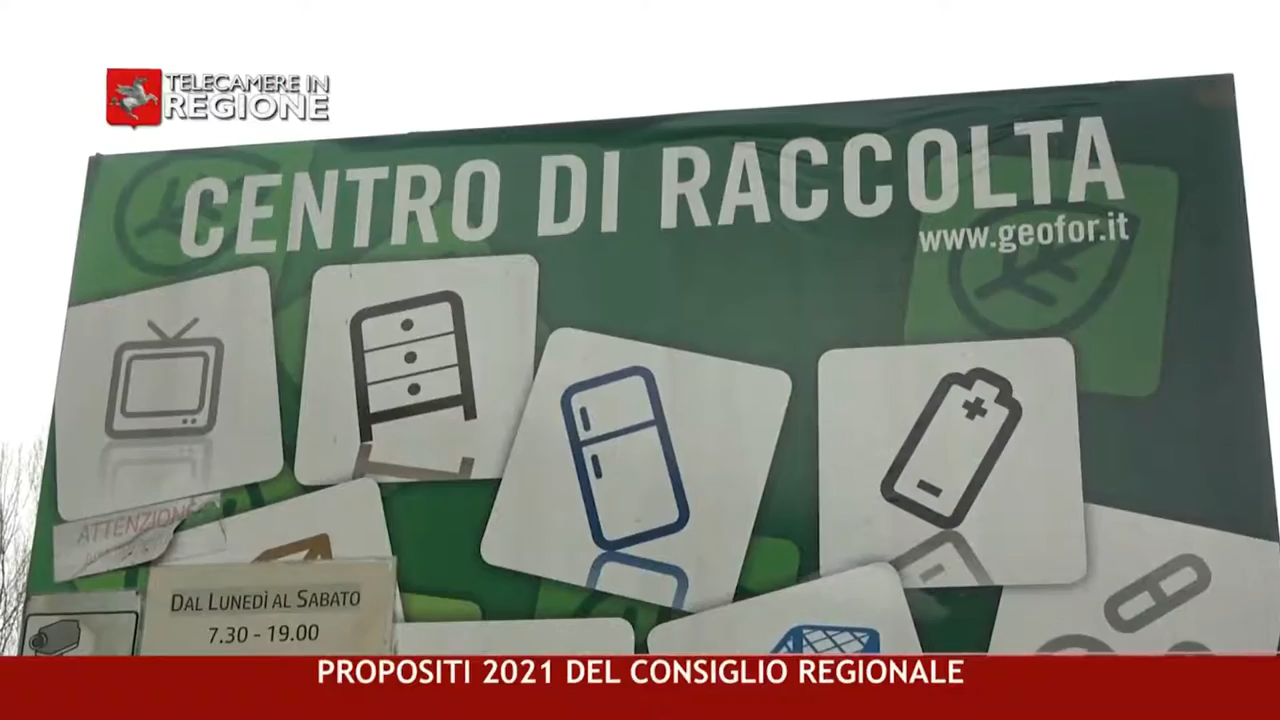 TELECAMERE IN
REGIONE
CENTRO DI RACCOLTA
www.geofor.it
ATTENZIONE
DAL LUNEDÌ AL SABATO
7.30 - 19.00
PROPOSITI 2021 DEL CONSIGLIO REGIONALE